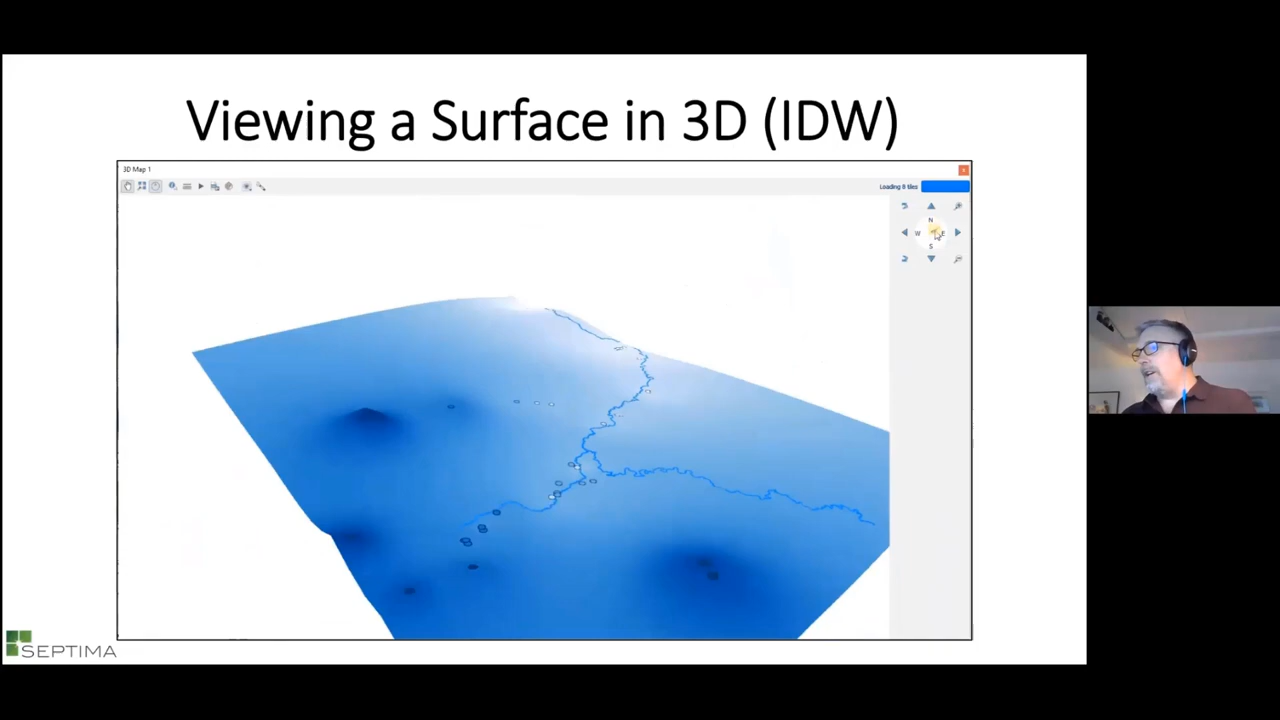 Viewing a Surface in 3D (IDW)
3D Map 1
Loading 8 tiles
N
W E
S
SEPTIMA